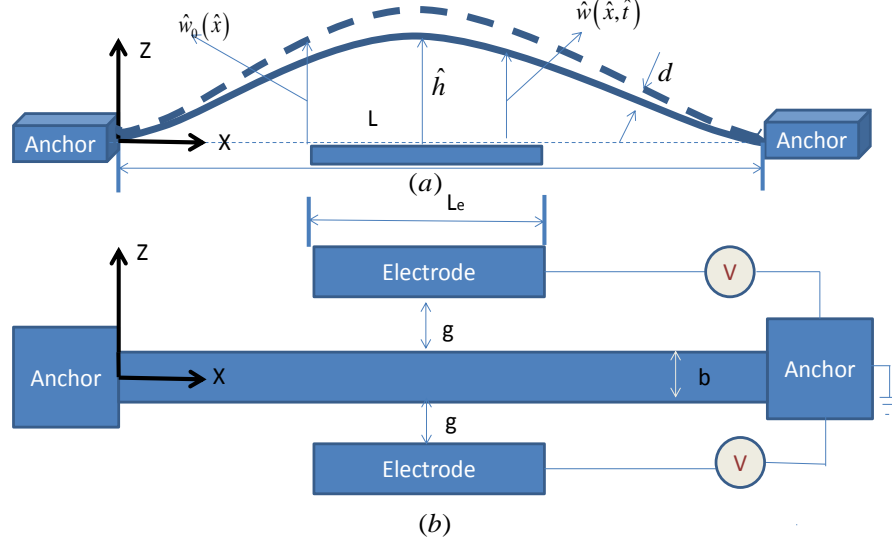 ŵ₀(x̂)
ŵ(x̂,t̂)
Z
ĥ
d
L
Anchor
X
Anchor
(a)
Lₑ
Z
Electrode
V
g
Anchor
X
b
Anchor
g
Electrode
V
(b)